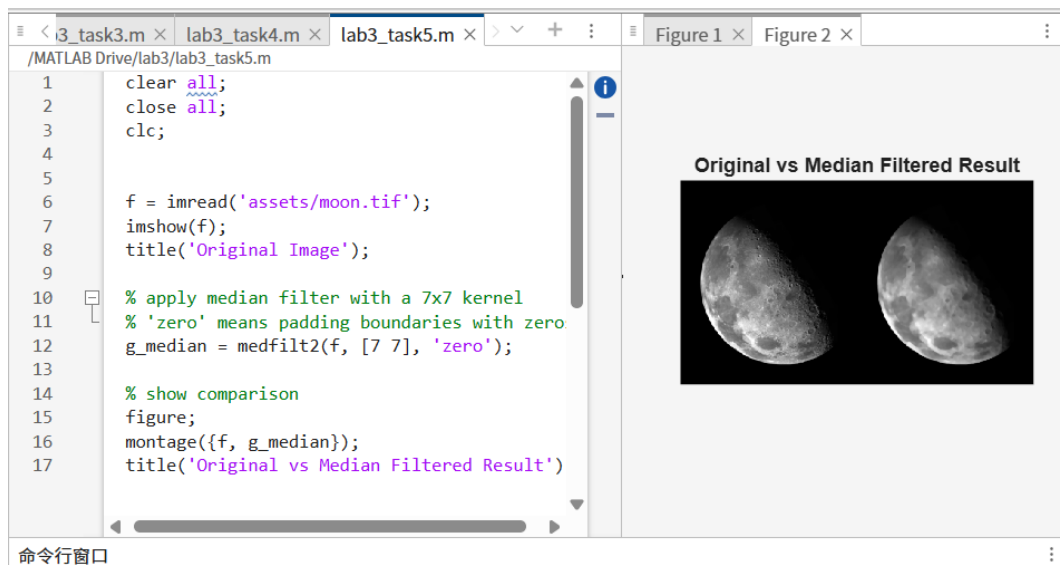 b3_task3.m × lab3_task4.m × lab3_task5.m ×
/MATLAB Drive/lab3/lab3_task5.m
1 clear all;
2 close all;
3 clc;
4
5
6 f = imread('assets/moon.tif');
7 imshow(f);
8 title('Original Image');
9
10 % apply median filter with a 7x7 kernel
11 % 'zero' means padding boundaries with zero
12 g_median = medfilt2(f, [7 7], 'zero');
13
14 % show comparison
15 figure;
16 montage({f, g_median});
17 title('Original vs Median Filtered Result')
Figure 1 × Figure 2 ×
Original vs Median Filtered Result
命令行窗口